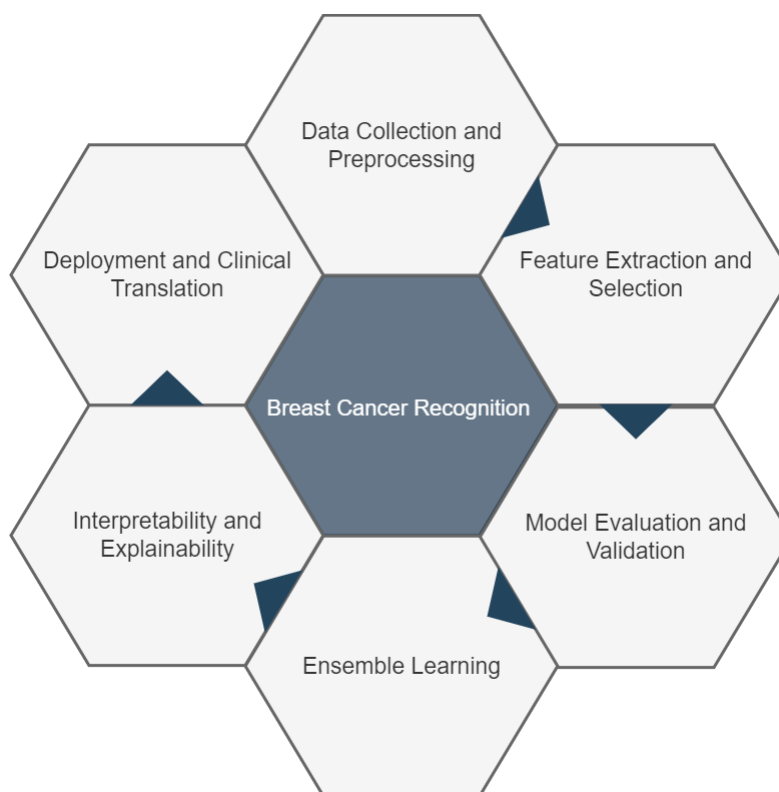 Data Collection and
Preprocessing
Feature Extraction and
Selection
Model Evaluation and
Validation
Ensemble Learning
Interpretability and
Explainability
Deployment and Clinical
Translation
Breast Cancer Recognition